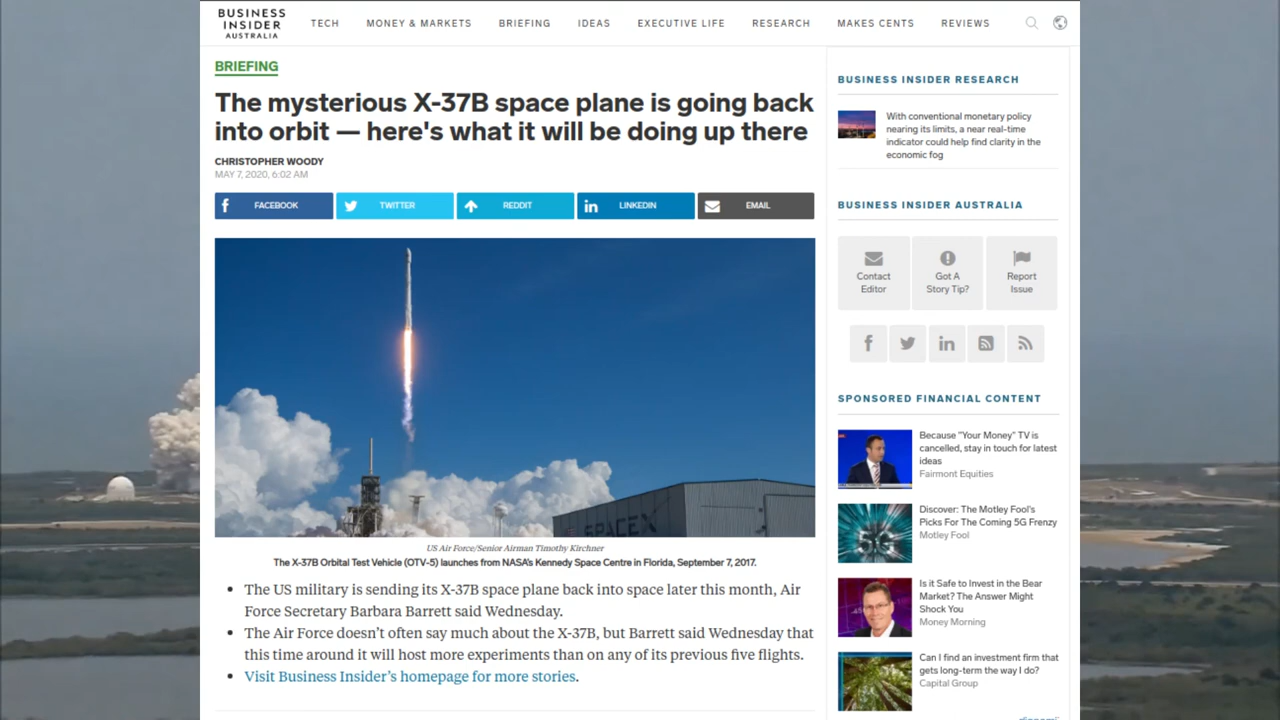 BUSINESS
INSIDER
AUSTRALIA
TECH
MONEY & MARKETS
BRIEFING
IDEAS
EXECUTIVE LIFE
RESEARCH
MAKES CENTS
REVIEWS
BRIEFING
The mysterious X-37B space plane is going back
into orbit — here's what it will be doing up there
CHRISTOPHER WOODY
MAY 7, 2020, 6:02 AM
FACEBOOK
TWITTER
REDDIT
LINKEDIN
EMAIL
SPACEX
US Air Force/Senior Airman Timothy Kirchner
The X-37B Orbital Test Vehicle (OTV-5) launches from NASA's Kennedy Space Centre in Florida, September 7, 2017.
• The US military is sending its X-37B space plane back into space later this month, Air
Force Secretary Barbara Barrett said Wednesday.
• The Air Force doesn't often say much about the X-37B, but Barrett said Wednesday that
this time around it will host more experiments than on any of its previous five flights.
• Visit Business Insider's homepage for more stories.
BUSINESS INSIDER RESEARCH
With conventional monetary policy
nearing its limits, a near real-time
indicator could help find clarity in the
economic fog
BUSINESS INSIDER AUSTRALIA
Contact
Editor
Got A
Story Tip?
Report
Issue
SPONSORED FINANCIAL CONTENT
Because "Your Money" TV is
cancelled, stay in touch for latest
ideas
Fairmont Equities
Discover: The Motley Fool's
Picks For The Coming 5G Frenzy
Motley Fool
Is it Safe to Invest in the Bear
Market? The Answer Might
Shock You
Money Morning
Can I find an investment firm that
gets long-term the way I do?
Capital Group